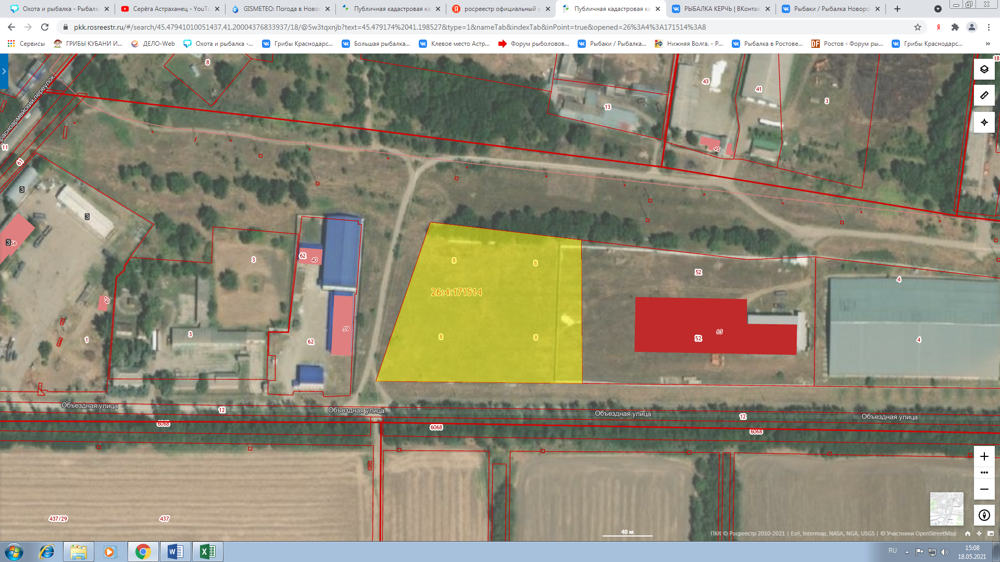 Охота и рыбалка - Рыбалк
Серёга Астраханец - YouTu
GISMETEO: Погода в Ново
Публичная кадастровая ка
росреестр официальный с
Публичная кадастровая ка
РЫБАЛКА КЕРЧЬ | ВКонтак
Рыбаки / Рыбалка Новоро
pkk.rosreestr.ru/#/search/45.47941010051437,41.20004376833937/18/@5w3tqxnjb?text=45.479174%2041.198527&type=1&nameTab&indexTab&inPoint=true&opened=26%3A4%3A171514%3A8
Сервисы
ГРИБЫ КУБАНИ И...
ДЕЛО-Web
Охота и рыбалка -...
Грибы Краснодарс...
Большая рыбалка...
Клевое место Астр...
Форум рыболовов...
Рыбаки / Рыбалка...
Нижняя Волга. - Р...
Рыбалка в Ростове...
Ростов - Форум ры...
Грибы Краснодарс...
»
8
18
43
41
3
13
расноармейский переулок
45
11
61
3
3
3
56
3
62
40
8
8
52
4
26:4:171514
67
39
1
3
62
8
8
63
52
4
Объездная улица
12
Объездная улица
Объездная улица
12
Объездная улица
6068
6068
6068
437/29
437
40 м
ПКК © Росреестр 2010-2021 | Esri, Intermap, NASA, NGA, USGS | © Участники OpenStreetMap
RU
15:08
18.05.2021